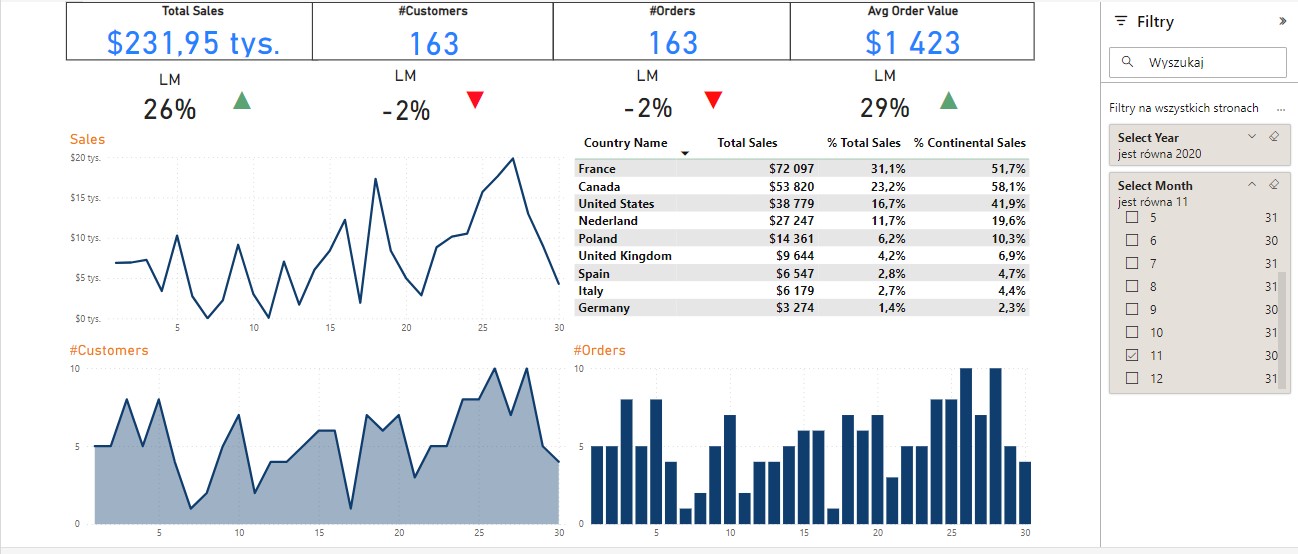 Total Sales
$231,95 tys.
#Customers
163
#Orders
163
Avg Order Value
$1 423
LM
26%
LM
-2%
LM
-2%
LM
29%
Sales
$20 tys.
$15 tys.
$10 tys.
$5 tys.
$0 tys.
5 10 15 20 25 30
Country Name Total Sales % Total Sales % Continental Sales
France $72 097 31,1% 51,7%
Canada $53 820 23,2% 58,1%
United States $38 779 16,7% 41,9%
Nederland $27 247 11,7% 19,6%
Poland $14 361 6,2% 10,3%
United Kingdom $9 644 4,2% 6,9%
Spain $6 547 2,8% 4,7%
Italy $6 179 2,7% 4,4%
Germany $3 274 1,4% 2,3%
#Customers
10
5
0
5 10 15 20 25 30
#Orders
10
5
0
5 10 15 20 25 30
Filtry
Wyszukaj
Filtry na wszystkich stronach ...
Select Year
jest równa 2020
Select Month
jest równa 11
5 31
6 30
7 31
8 31
9 30
10 31
11 30
12 31